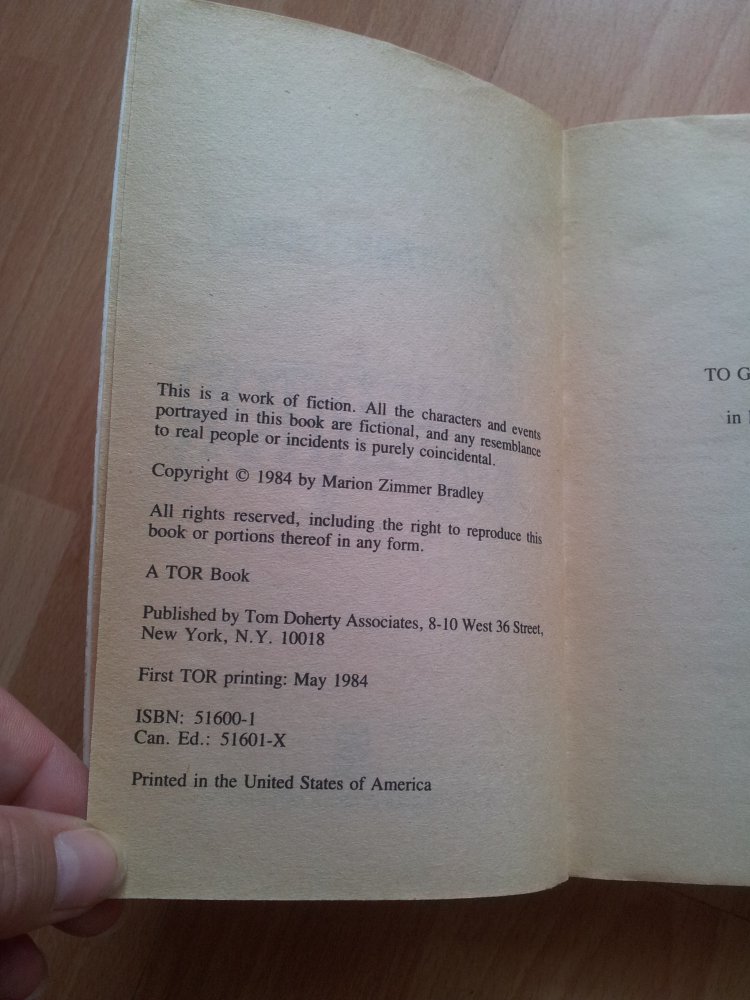 This is a work of fiction. All the characters and events
portrayed in this book are fictional, and any resemblance
to real people or incidents is purely coincidental.
Copyright © 1984 by Marion Zimmer Bradley
All rights reserved, including the right to reproduce this
book or portions thereof in any form.
A TOR Book
Published by Tom Doherty Associates, 8-10 West 36 Street,
New York, N.Y. 10018
First TOR printing: May 1984
ISBN: 51600-1
Can. Ed.: 51601-X
Printed in the United States of America
TO G
in